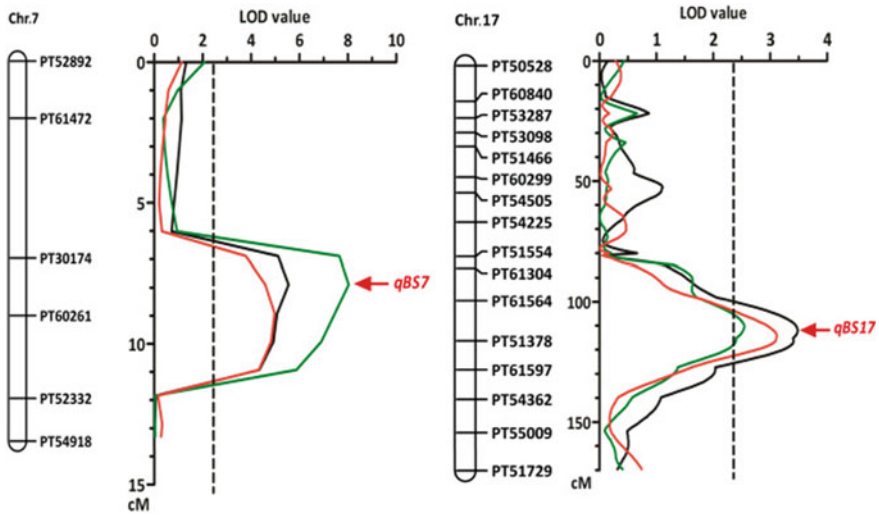 Chr.7
LOD value
0 2 4 6 8 10
PT52892
PT61472
PT30174
PT60261
PT52332
PT54918
0
5
10
15
cM
qBS7
Chr.17
LOD value
0 1 2 3 4
PT50528
PT60840
PT53287
PT53098
PT51466
PT60299
PT54505
PT54225
PT51554
PT61304
PT61564
PT51378
PT61597
PT54362
PT55009
PT51729
0
50
100
150
cM
qBS17